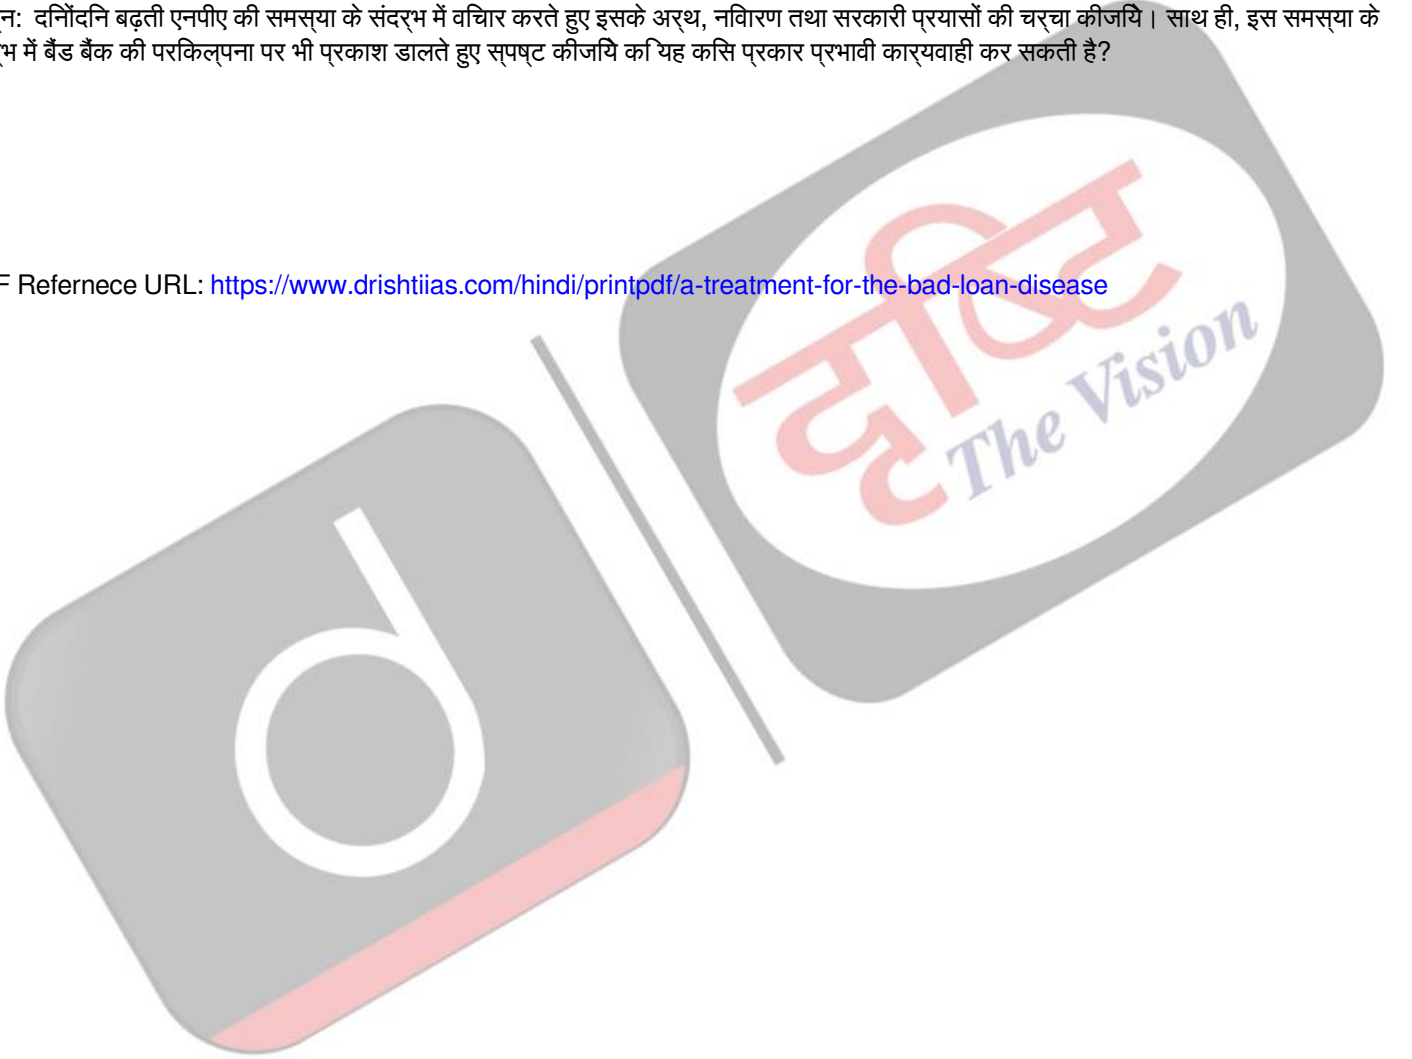 न: दिनोंदिन बढ़ती एनपीए की समस्या के संदर्भ में विचार करते हुए इसके अर्थ, निवारण तथा सरकारी प्रयासों की चर्चा कीजिये। साथ ही, इस समस्या के
र्भ में बैंड बैंक की परिकल्पना पर भी प्रकाश डालते हुए स्पष्ट कीजिये कि यह किस प्रकार प्रभावी कार्यवाही कर सकती है?
F Refernece URL: https://www.drishtiias.com/hindi/printpdf/a-treatment-for-the-bad-loan-disease
दृष्टि
The Vision
d